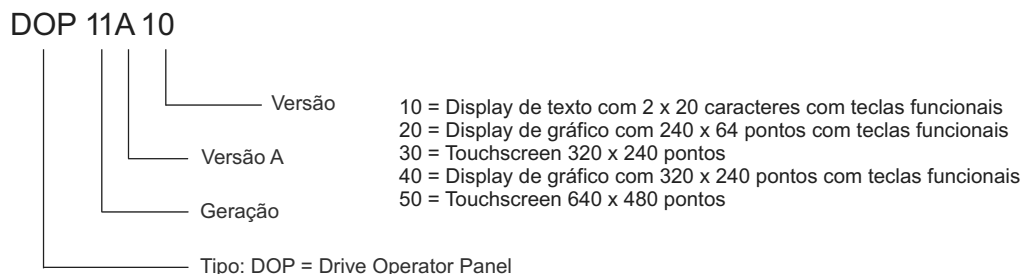 DOP 11A 10
Versão
10 = Display de texto com 2 x 20 caracteres com teclas funcionais
20 = Display de gráfico com 240 x 64 pontos com teclas funcionais
30 = Touchscreen 320 x 240 pontos
40 = Display de gráfico com 320 x 240 pontos com teclas funcionais
50 = Touchscreen 640 x 480 pontos
Versão A
Geração
Tipo: DOP = Drive Operator Panel